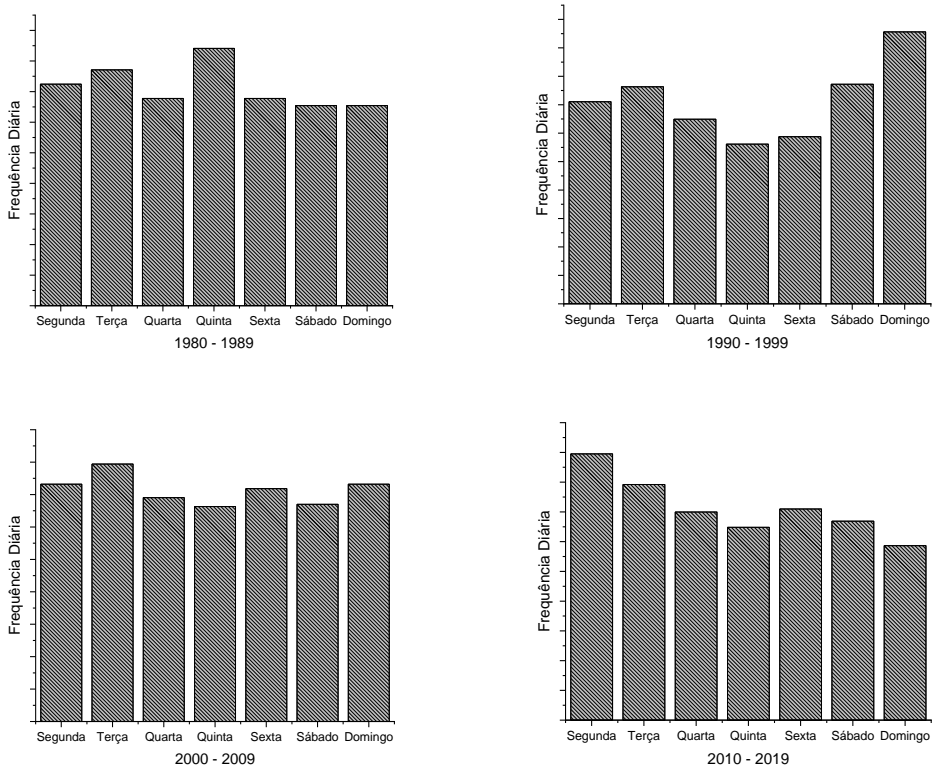 Frequência Diária
Segunda Terça Quarta Quinta Sexta Sábado Domingo
1980 - 1989
Frequência Diária
Segunda Terça Quarta Quinta Sexta Sábado Domingo
1990 - 1999
Frequência Diária
Segunda Terça Quarta Quinta Sexta Sábado Domingo
2000 - 2009
Frequência Diária
Segunda Terça Quarta Quinta Sexta Sábado Domingo
2010 - 2019